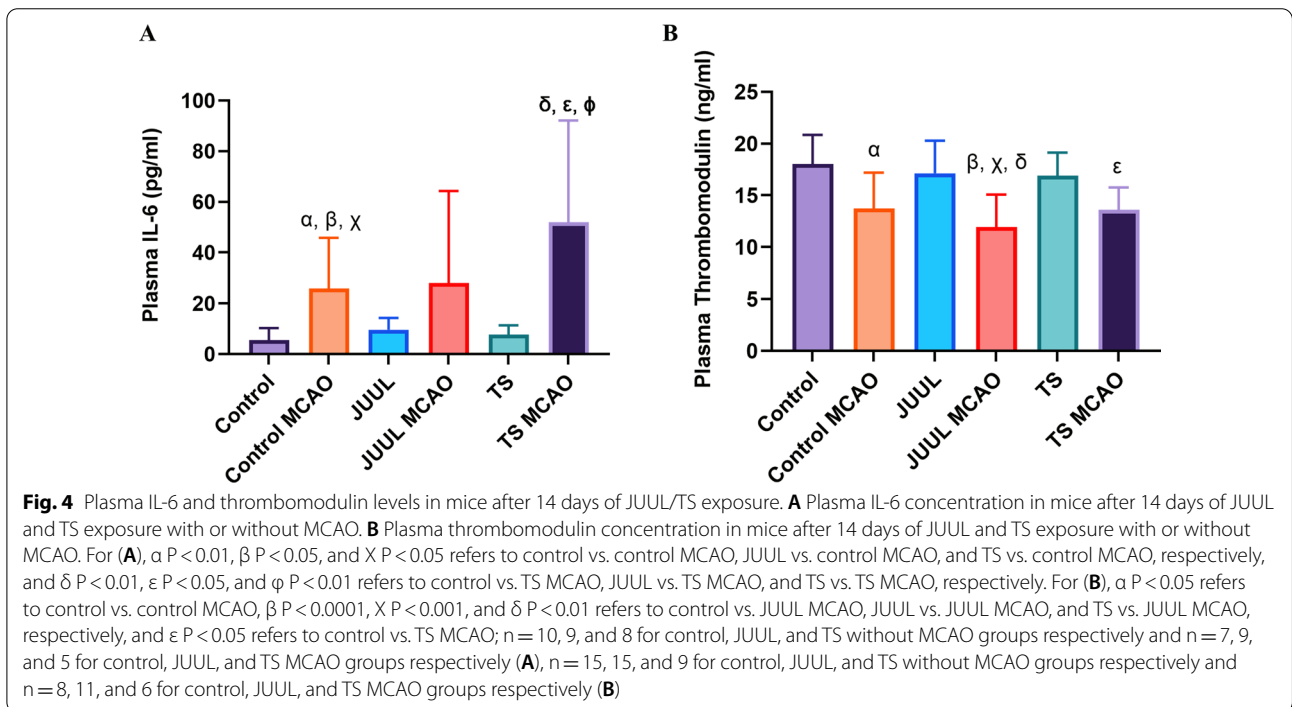 A
Plasma IL-6 (pg/ml)
100
80
60
40
20
0
α, β, χ
δ, ε, ϕ
Control
Control MCAO
JUUL
JUUL MCAO
TS
TS MCAO
B
Plasma Thrombomodulin (ng/ml)
25
20
15
10
5
0
α
β, χ, δ
ε
Control
Control MCAO
JUUL
JUUL MCAO
TS
TS MCAO
Fig. 4 Plasma IL-6 and thrombomodulin levels in mice after 14 days of JUUL/TS exposure. A Plasma IL-6 concentration in mice after 14 days of JUUL
and TS exposure with or without MCAO. B Plasma thrombomodulin concentration in mice after 14 days of JUUL and TS exposure with or without
MCAO. For (A), α P < 0.01, β P < 0.05, and X P < 0.05 refers to control vs. control MCAO, JUUL vs. control MCAO, and TS vs. control MCAO, respectively,
and δ P < 0.01, ε P < 0.05, and φ P < 0.01 refers to control vs. TS MCAO, JUUL vs. TS MCAO, and TS vs. TS MCAO, respectively. For (B), α P < 0.05 refers
to control vs. control MCAO, β P < 0.0001, X P < 0.001, and δ P < 0.01 refers to control vs. JUUL MCAO, JUUL vs. JUUL MCAO, and TS vs. JUUL MCAO,
respectively, and ε P < 0.05 refers to control vs. TS MCAO; n = 10, 9, and 8 for control, JUUL, and TS without MCAO groups respectively and n = 7, 9,
and 5 for control, JUUL, and TS MCAO groups respectively (A), n = 15, 15, and 9 for control, JUUL, and TS without MCAO groups respectively and
n = 8, 11, and 6 for control, JUUL, and TS MCAO groups respectively (B)